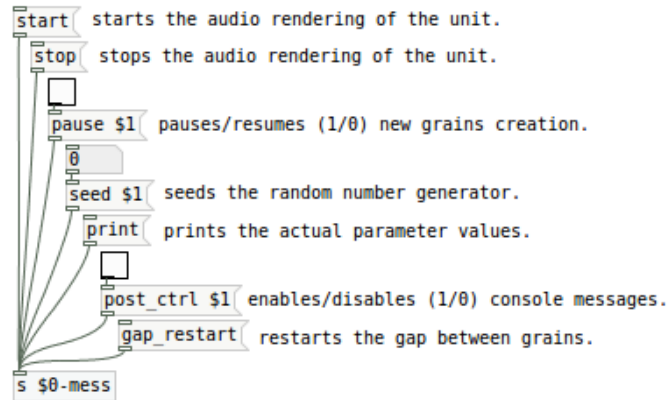 start starts the audio rendering of the unit.
stop stops the audio rendering of the unit.
pause $1 pauses/resumes (1/0) new grains creation.
0
seed $1 seeds the random number generator.
print prints the actual parameter values.
post_ctrl $1 enables/disables (1/0) console messages.
gap_restart restarts the gap between grains.
s $0-mess